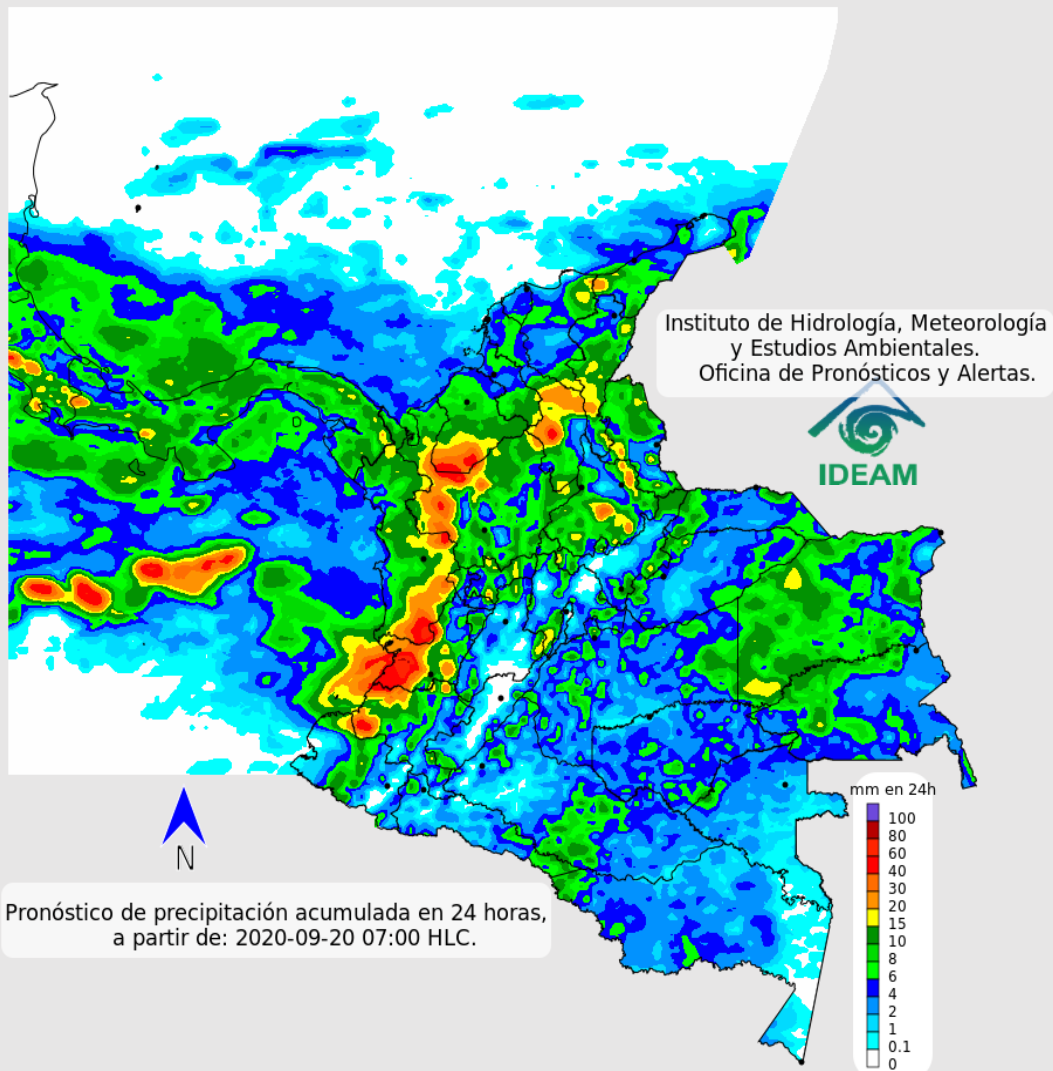 Instituto de Hidrología, Meteorología
y Estudios Ambientales.
Oficina de Pronósticos y Alertas.
IDEAM
mm en 24h
100
80
60
40
30
20
15
10
8
6
4
2
1
0.1
0
N
Pronóstico de precipitación acumulada en 24 horas,
a partir de: 2020-09-20 07:00 HLC.